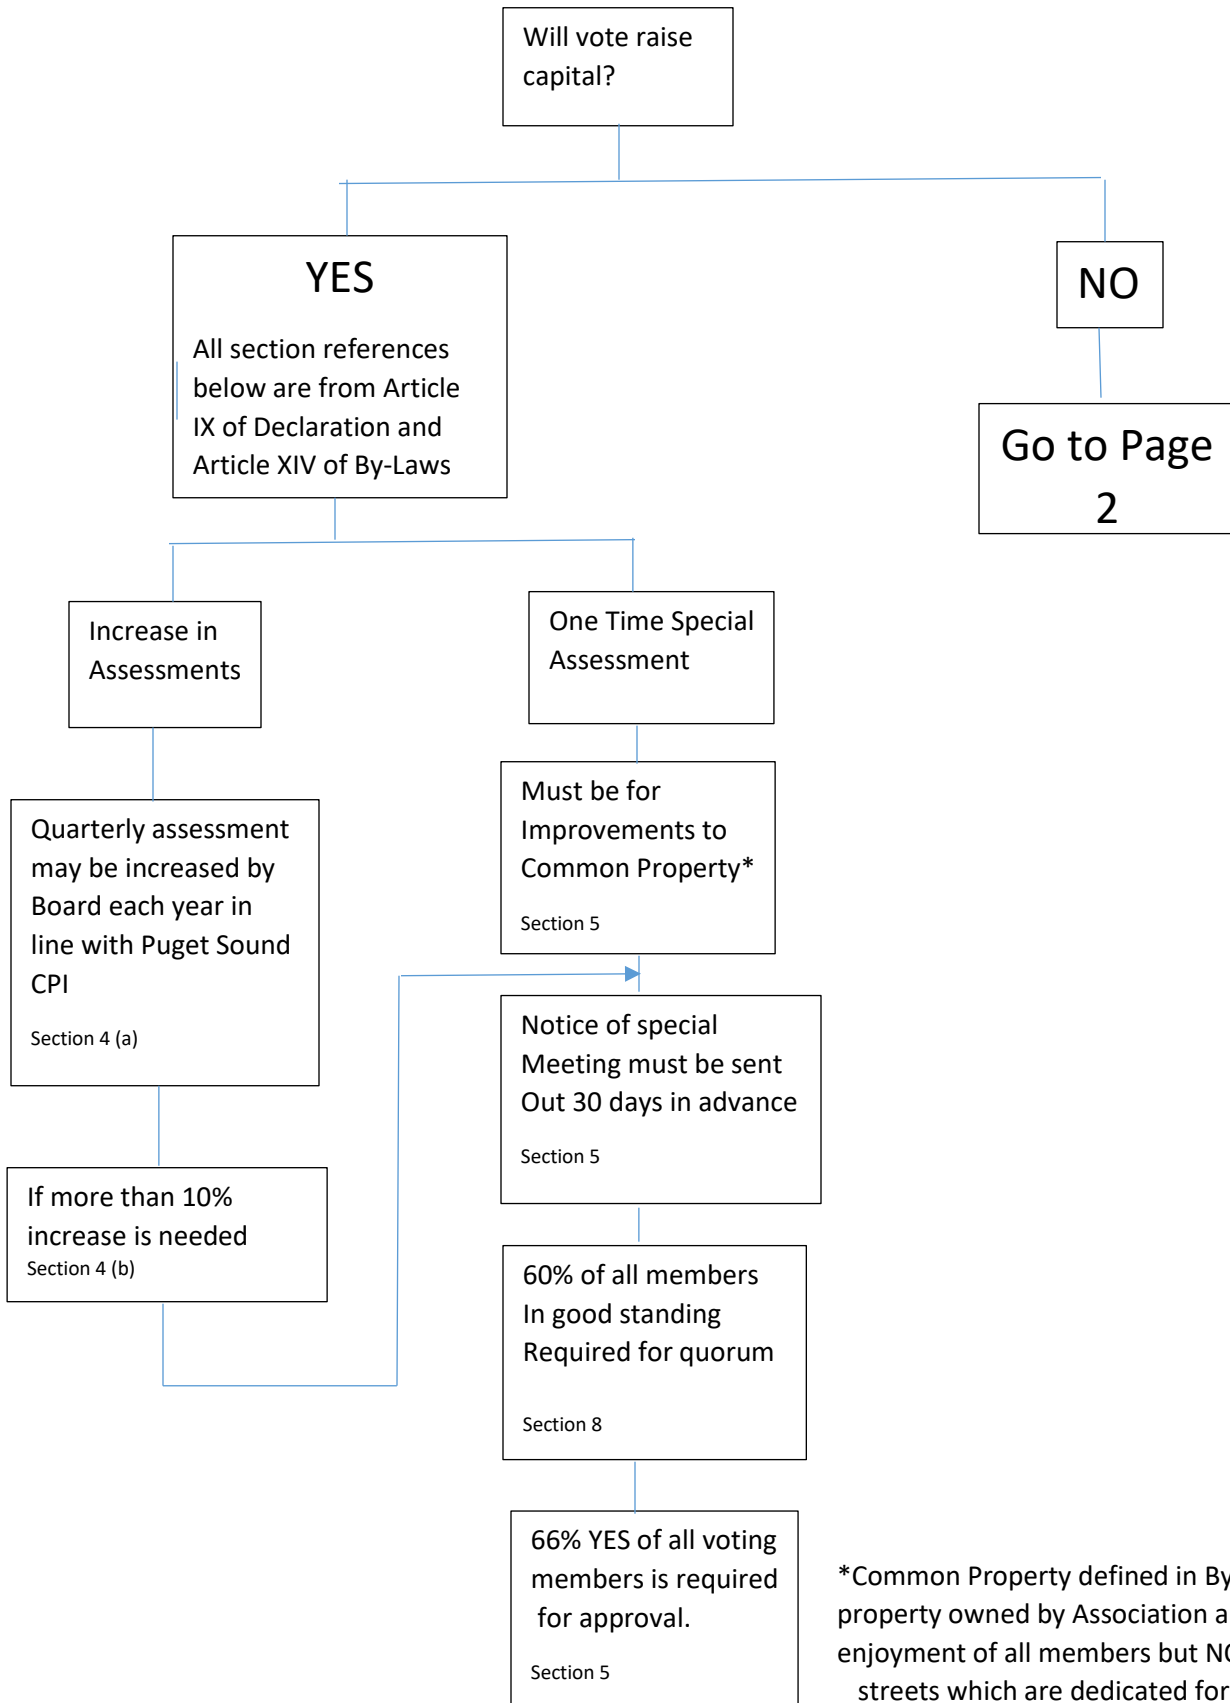 Will vote raise
capital?
YES
All section references
below are from Article
IX of Declaration and
Article XIV of By-Laws
NO
Go to Page
2
Increase in
Assessments
One Time Special
Assessment
Quarterly assessment
may be increased by
Board each year in
line with Puget Sound
CPI
Section 4 (a)
If more than 10%
increase is needed
Section 4 (b)
Must be for
Improvements to
Common Property*
Section 5
Notice of special
Meeting must be sent
Out 30 days in advance
Section 5
60% of all members
In good standing
Required for quorum
Section 8
66% YES of all voting
members is required
for approval.
Section 5
*Common Property defined in By
property owned by Association a
enjoyment of all members but
streets which are dedicated for